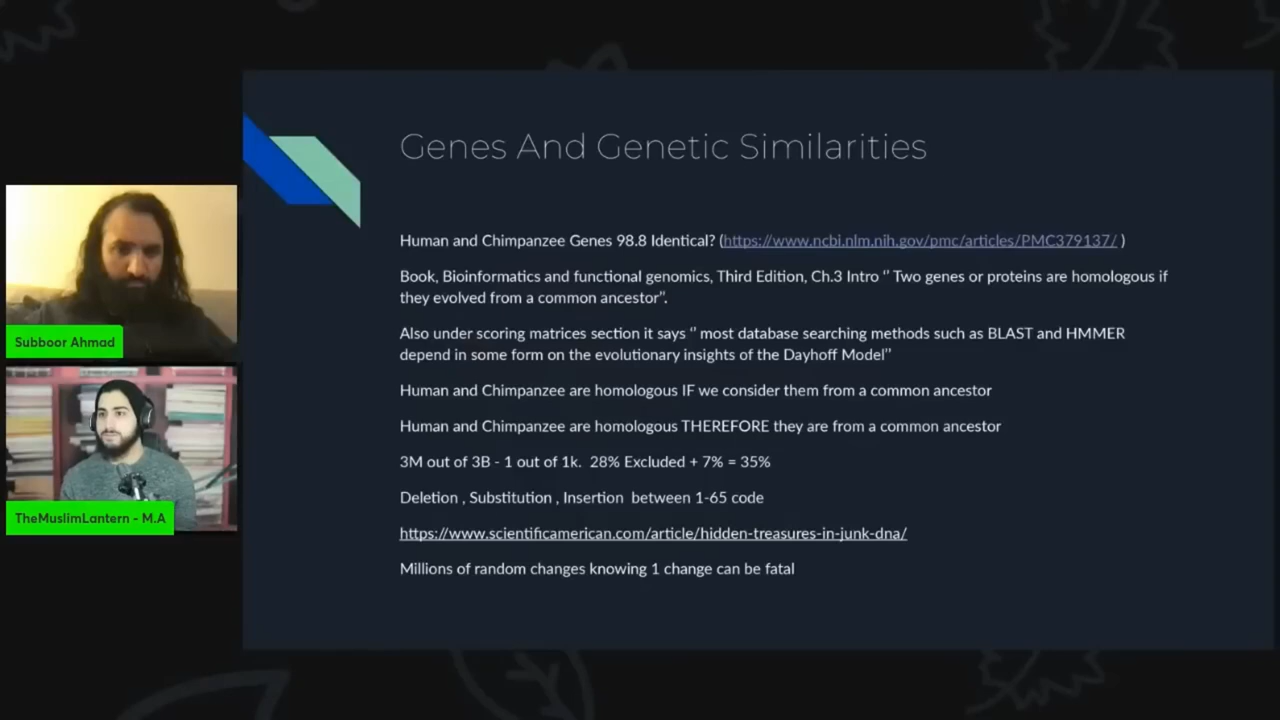 Genes And Genetic Similarities
Human and Chimpanzee Genes 98.8 Identical? (https://www.ncbi.nlm.nih.gov/pmc/articles/PMC379137/ )
Book, Bioinformatics and functional genomics, Third Edition, Ch.3 Intro “ Two genes or proteins are homologous if
they evolved from a common ancestor”.
Also under scoring matrices section it says “ most database searching methods such as BLAST and HMMER
depend in some form on the evolutionary insights of the Dayhoff Model”
Human and Chimpanzee are homologous IF we consider them from a common ancestor
Human and Chimpanzee are homologous THEREFORE they are from a common ancestor
3M out of 3B - 1 out of 1k. 28% Excluded + 7% = 35%
Deletion , Substitution , Insertion between 1-65 code
https://www.scientificamerican.com/article/hidden-treasures-in-junk-dna/
Millions of random changes knowing 1 change can be fatal
Subboor Ahmad
TheMuslimLantern - M.A